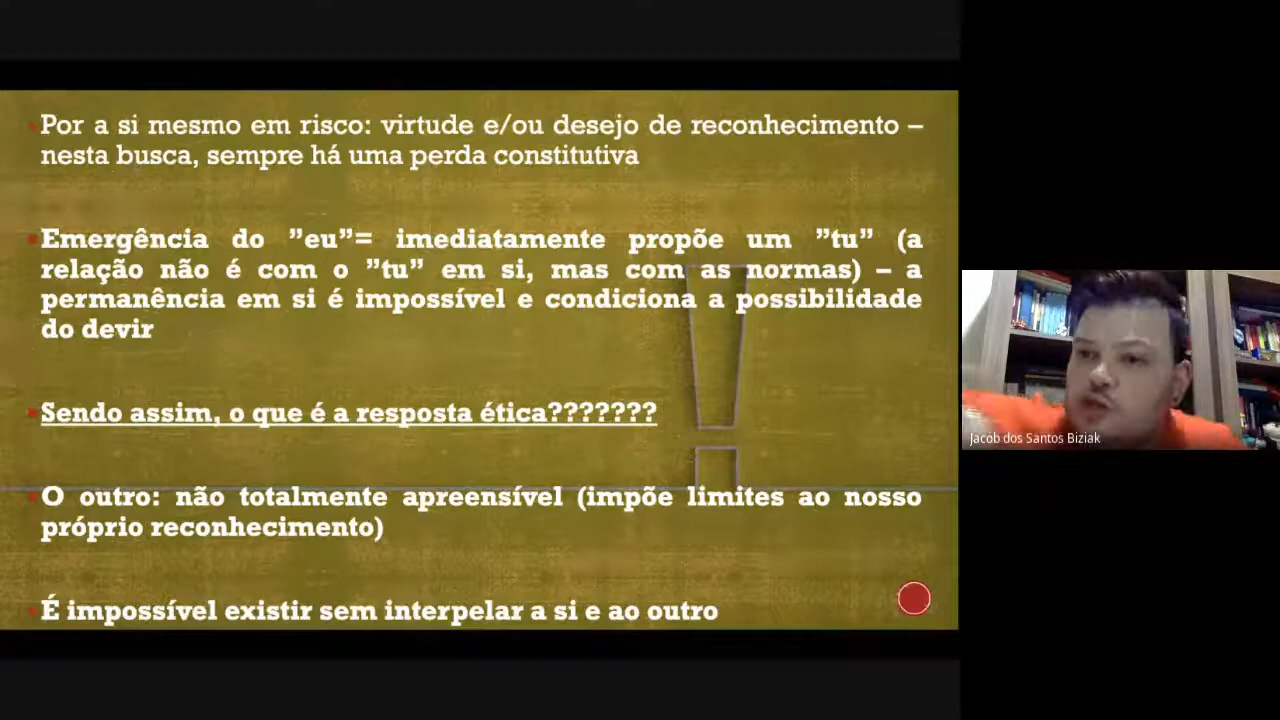 Por a si mesmo em risco: virtude e/ou desejo de reconhecimento –
nesta busca, sempre há uma perda constitutiva
Emergência do ”eu”= imediatamente propõe um ”tu” (a
relação não é com o ”tu” em si, mas com as normas) – a
permanência em si é impossível e condiciona a possibilidade
do devir
Sendo assim, o que é a resposta ética???????
O outro: não totalmente apreensível (impõe limites ao nosso
próprio reconhecimento)
É impossível existir sem interpelar a si e ao outro
Jacob dos Santos Biziak